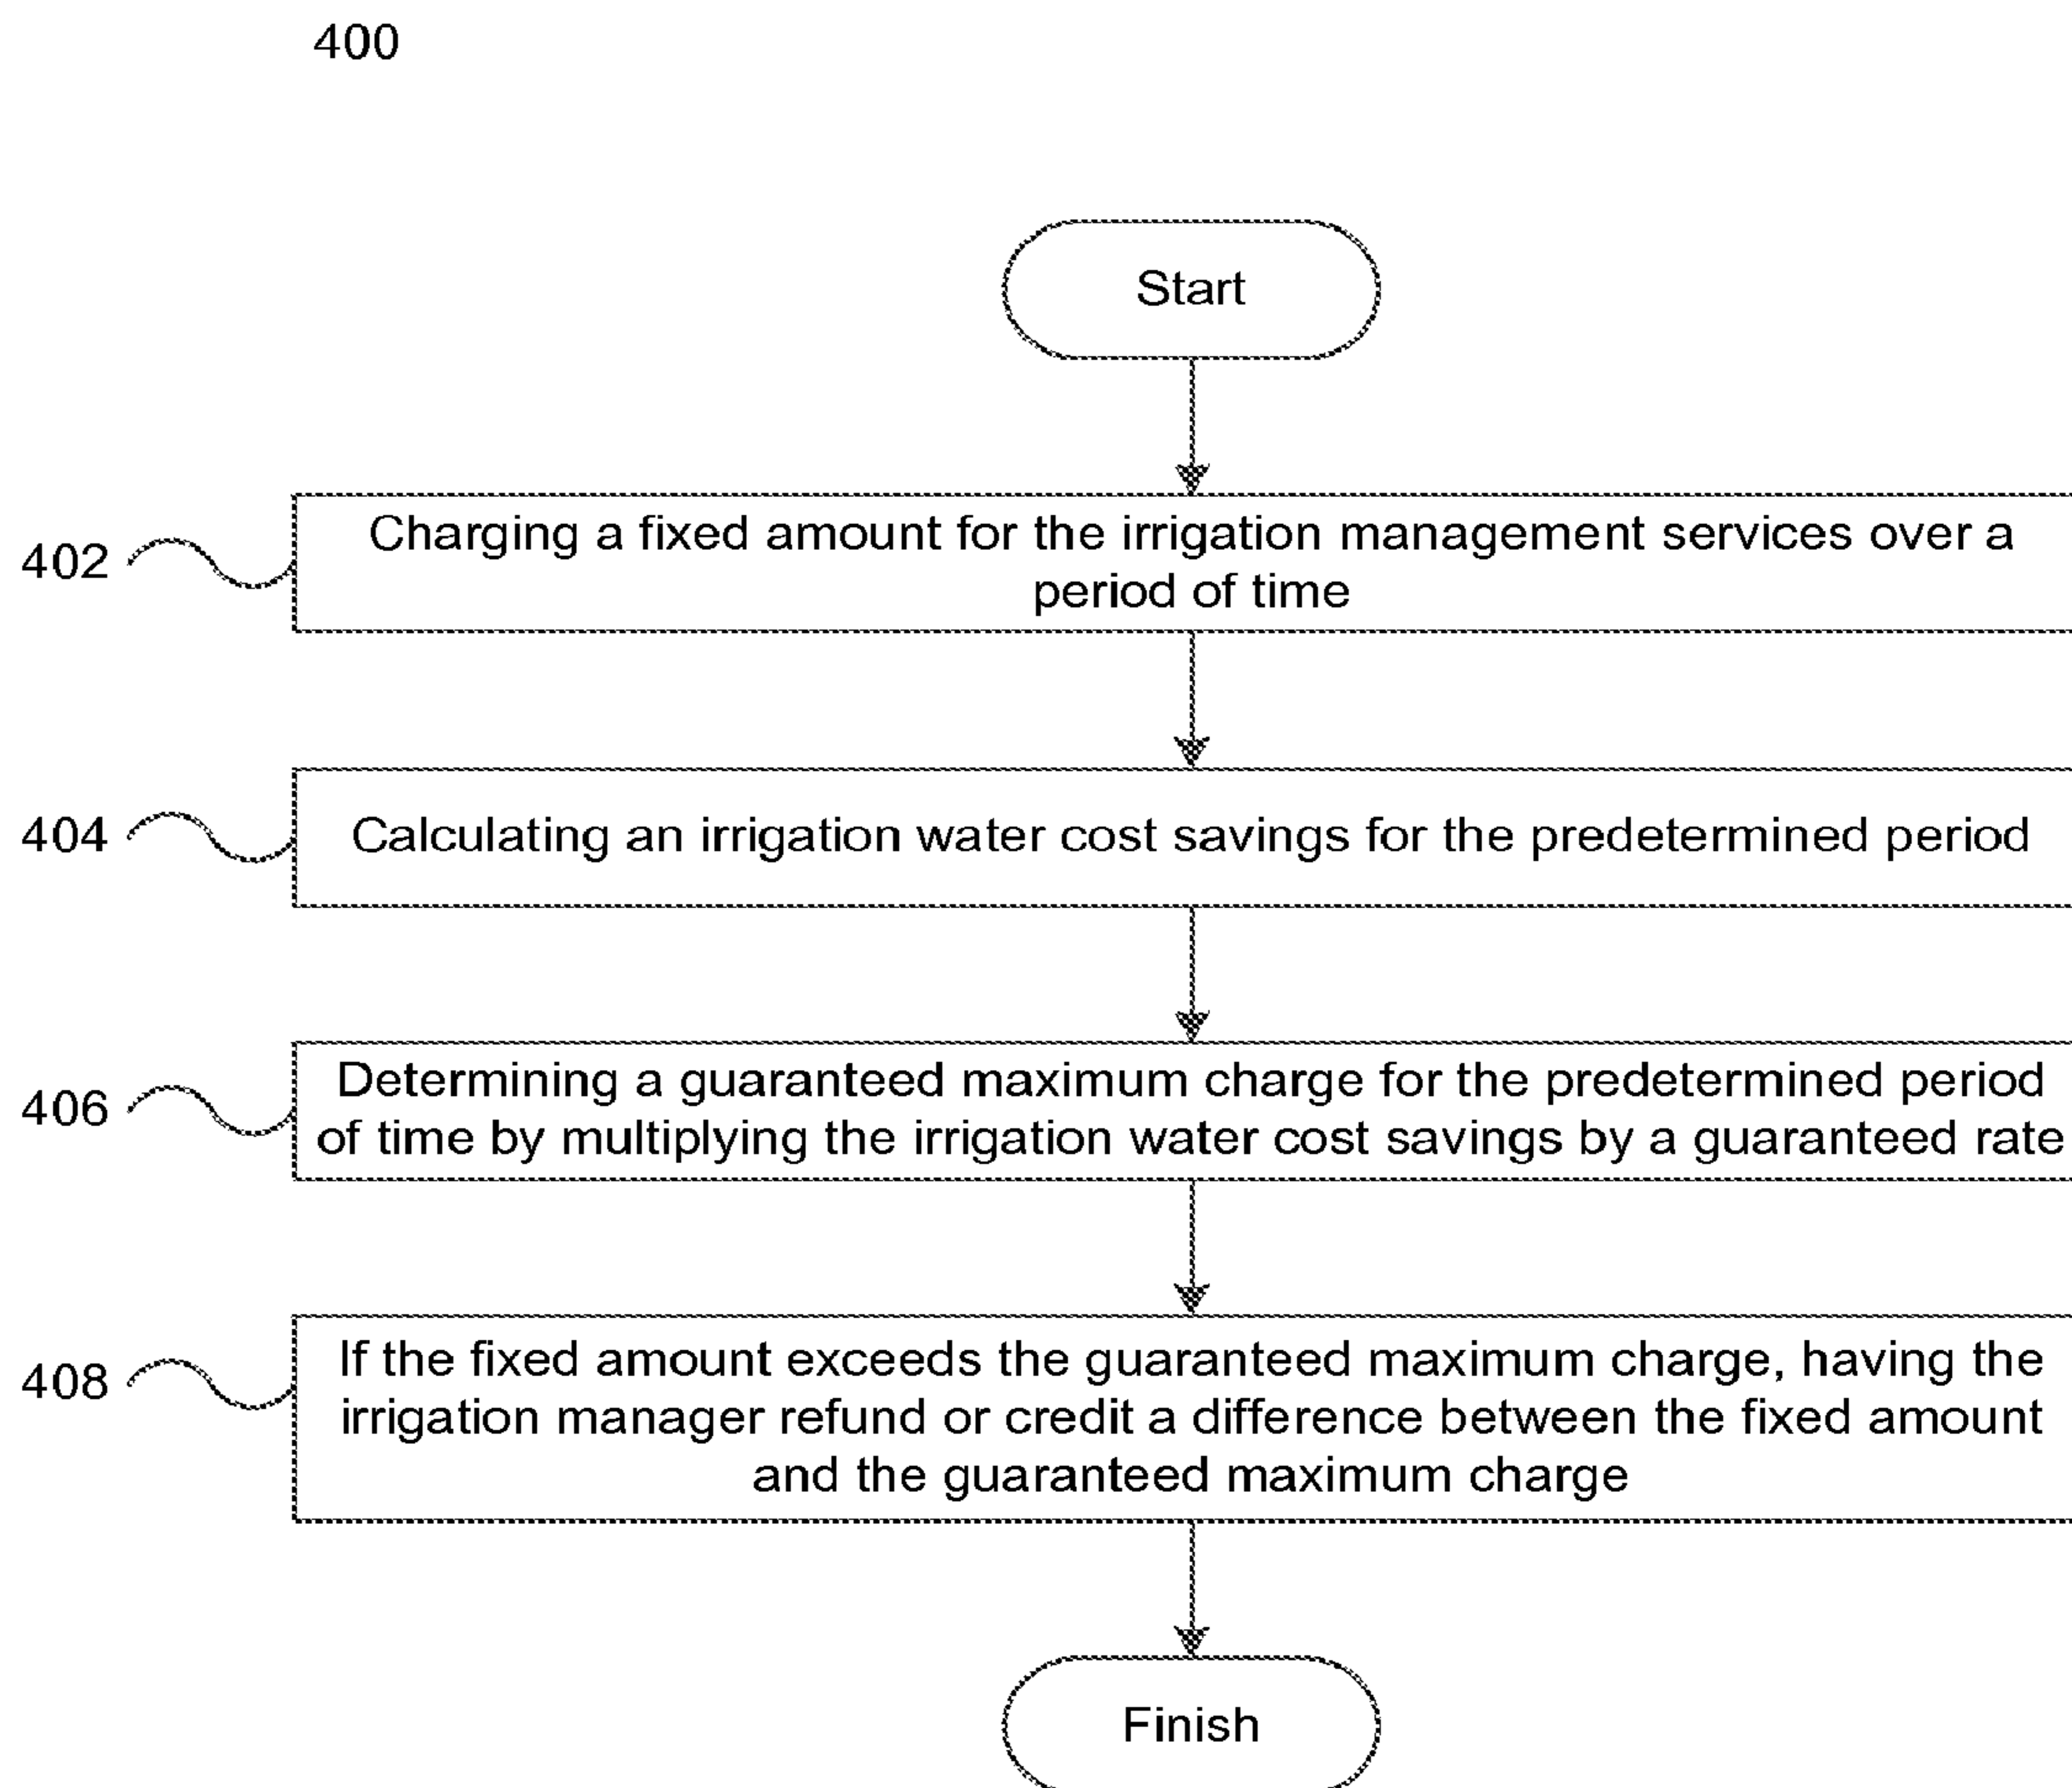 400
Start
402
Charging a fixed amount for the irrigation management services over a
period of time
404
Calculating an irrigation water cost savings for the predetermined period
406
Determining a guaranteed maximum charge for the predetermined period
of time by multiplying the irrigation water cost savings by a guaranteed rate
408
If the fixed amount exceeds the guaranteed maximum charge, having the
irrigation manager refund or credit a difference between the fixed amount
and the guaranteed maximum charge
Finish